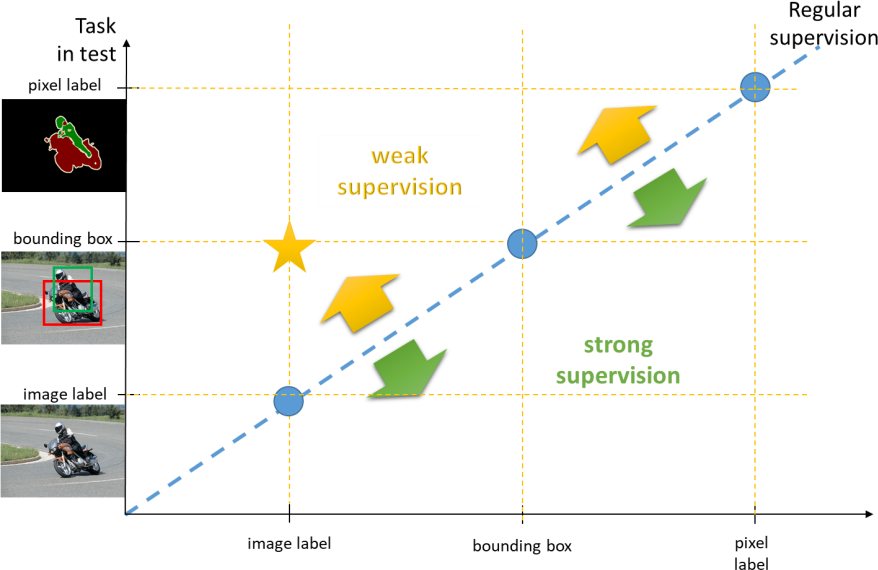 Task
in test
Regular
supervision
pixel label
weak
supervision
bounding box
strong
supervision
image label
image label
bounding box
pixel
label